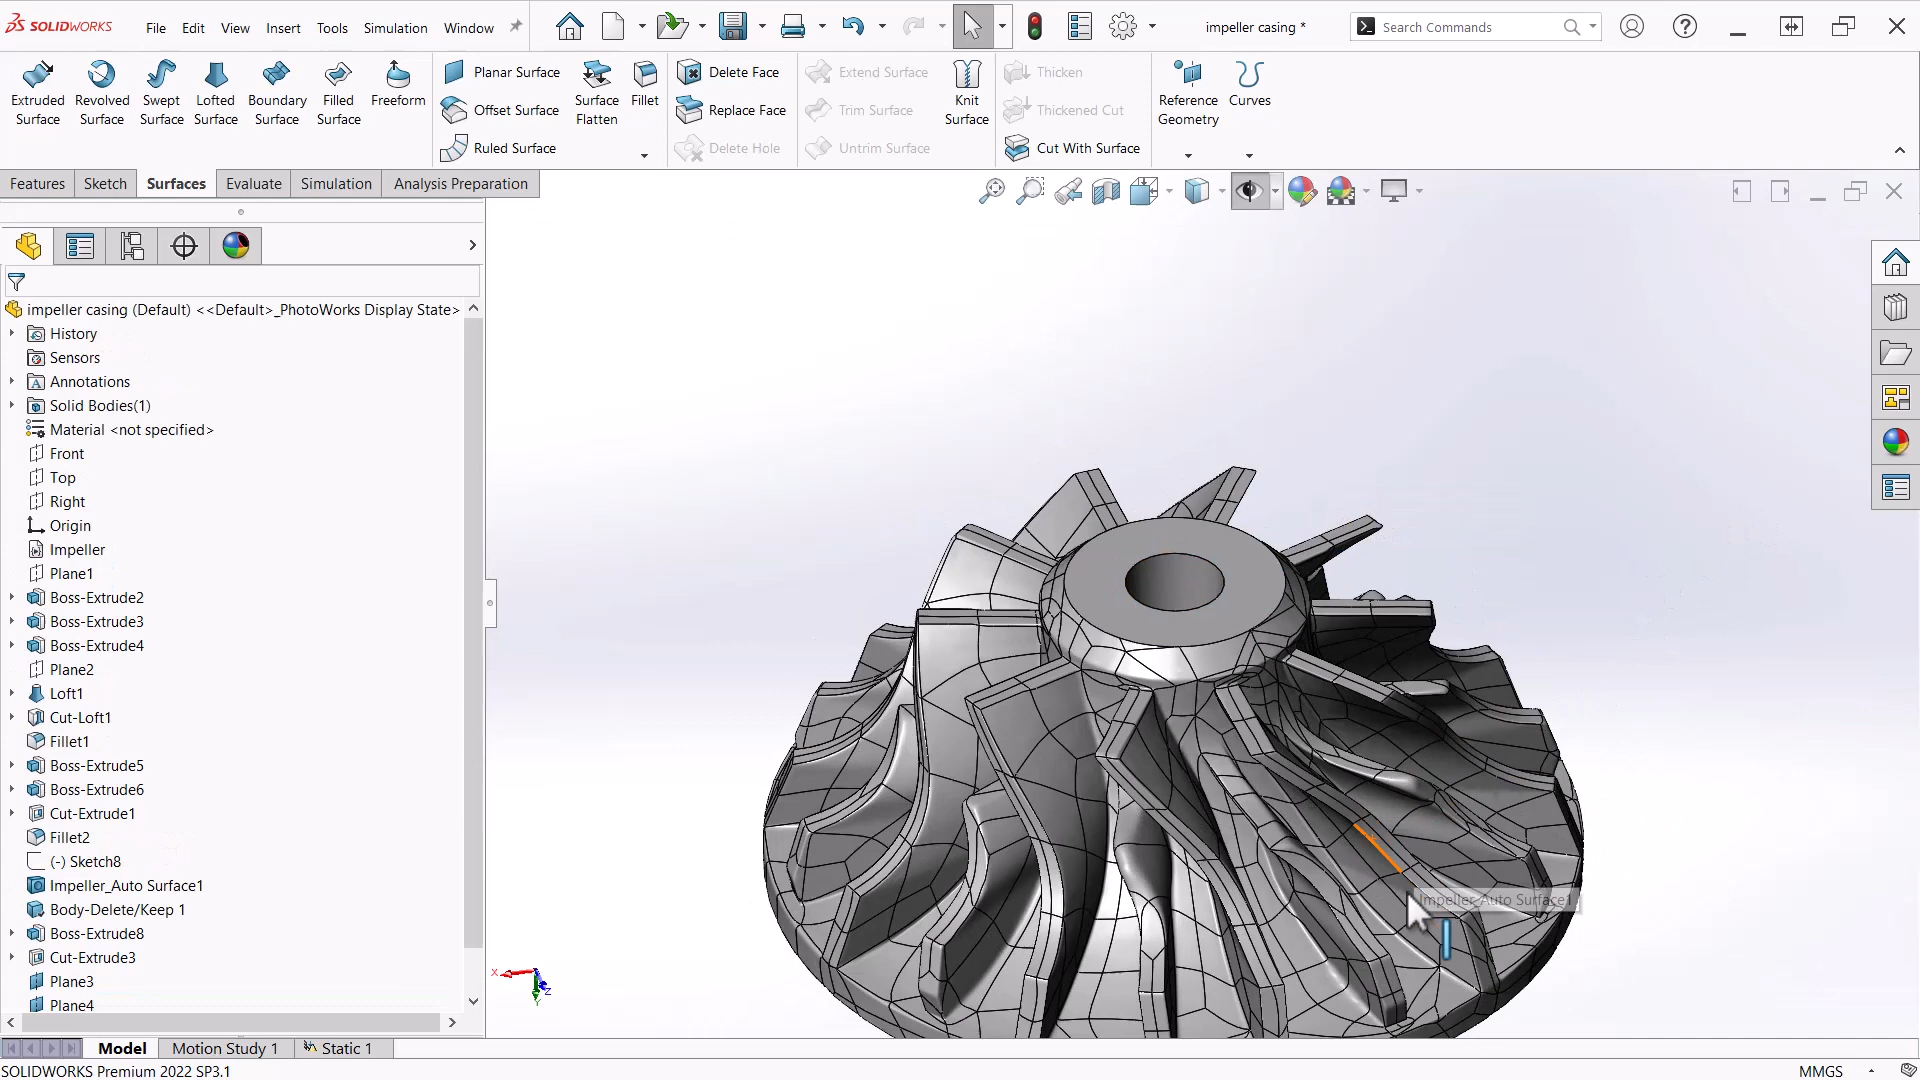 SOLIDWORKS
File Edit View Insert Tools Simulation Window
impeller casing *
Search Commands
Extruded Surface
Revolved Surface
Swept Surface
Lofted Surface
Boundary Surface
Filled Surface
Freeform
Planar Surface
Offset Surface
Ruled Surface
Surface Flatten
Fillet
Delete Face
Replace Face
Delete Hole
Extend Surface
Trim Surface
Untrim Surface
Knit Surface
Thicken
Thickened Cut
Cut With Surface
Reference Geometry
Curves
Features Sketch Surfaces Evaluate Simulation Analysis Preparation
impeller casing (Default) <<Default>_PhotoWorks Display State>
History
Sensors
Annotations
Solid Bodies(1)
Material <not specified>
Front
Top
Right
Origin
Impeller
Plane1
Boss-Extrude2
Boss-Extrude3
Boss-Extrude4
Plane2
Loft1
Cut-Loft1
Fillet1
Boss-Extrude5
Boss-Extrude6
Cut-Extrude1
Fillet2
(-) Sketch8
Impeller_Auto Surface1
Body-Delete/Keep 1
Boss-Extrude8
Cut-Extrude3
Plane3
Plane4
Impeller_Auto Surface1
X
Y
Z
Model Motion Study 1 Static 1
SOLIDWORKS Premium 2022 SP3.1
MMGS